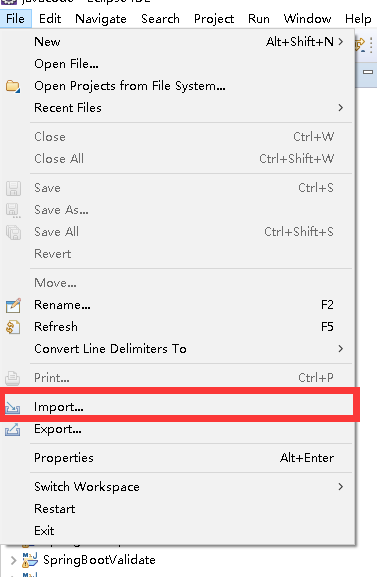 File Edit Navigate Search Project Run Window Help
New Alt+Shift+N
Open File...
Open Projects from File System...
Recent Files
Close Ctrl+W
Close All Ctrl+Shift+W
Save Ctrl+S
Save As...
Save All Ctrl+Shift+S
Revert
Move...
Rename... F2
Refresh F5
Convert Line Delimiters To
Print... Ctrl+P
Import...
Export...
Properties Alt+Enter
Switch Workspace
Restart
Exit
SpringBootValidate